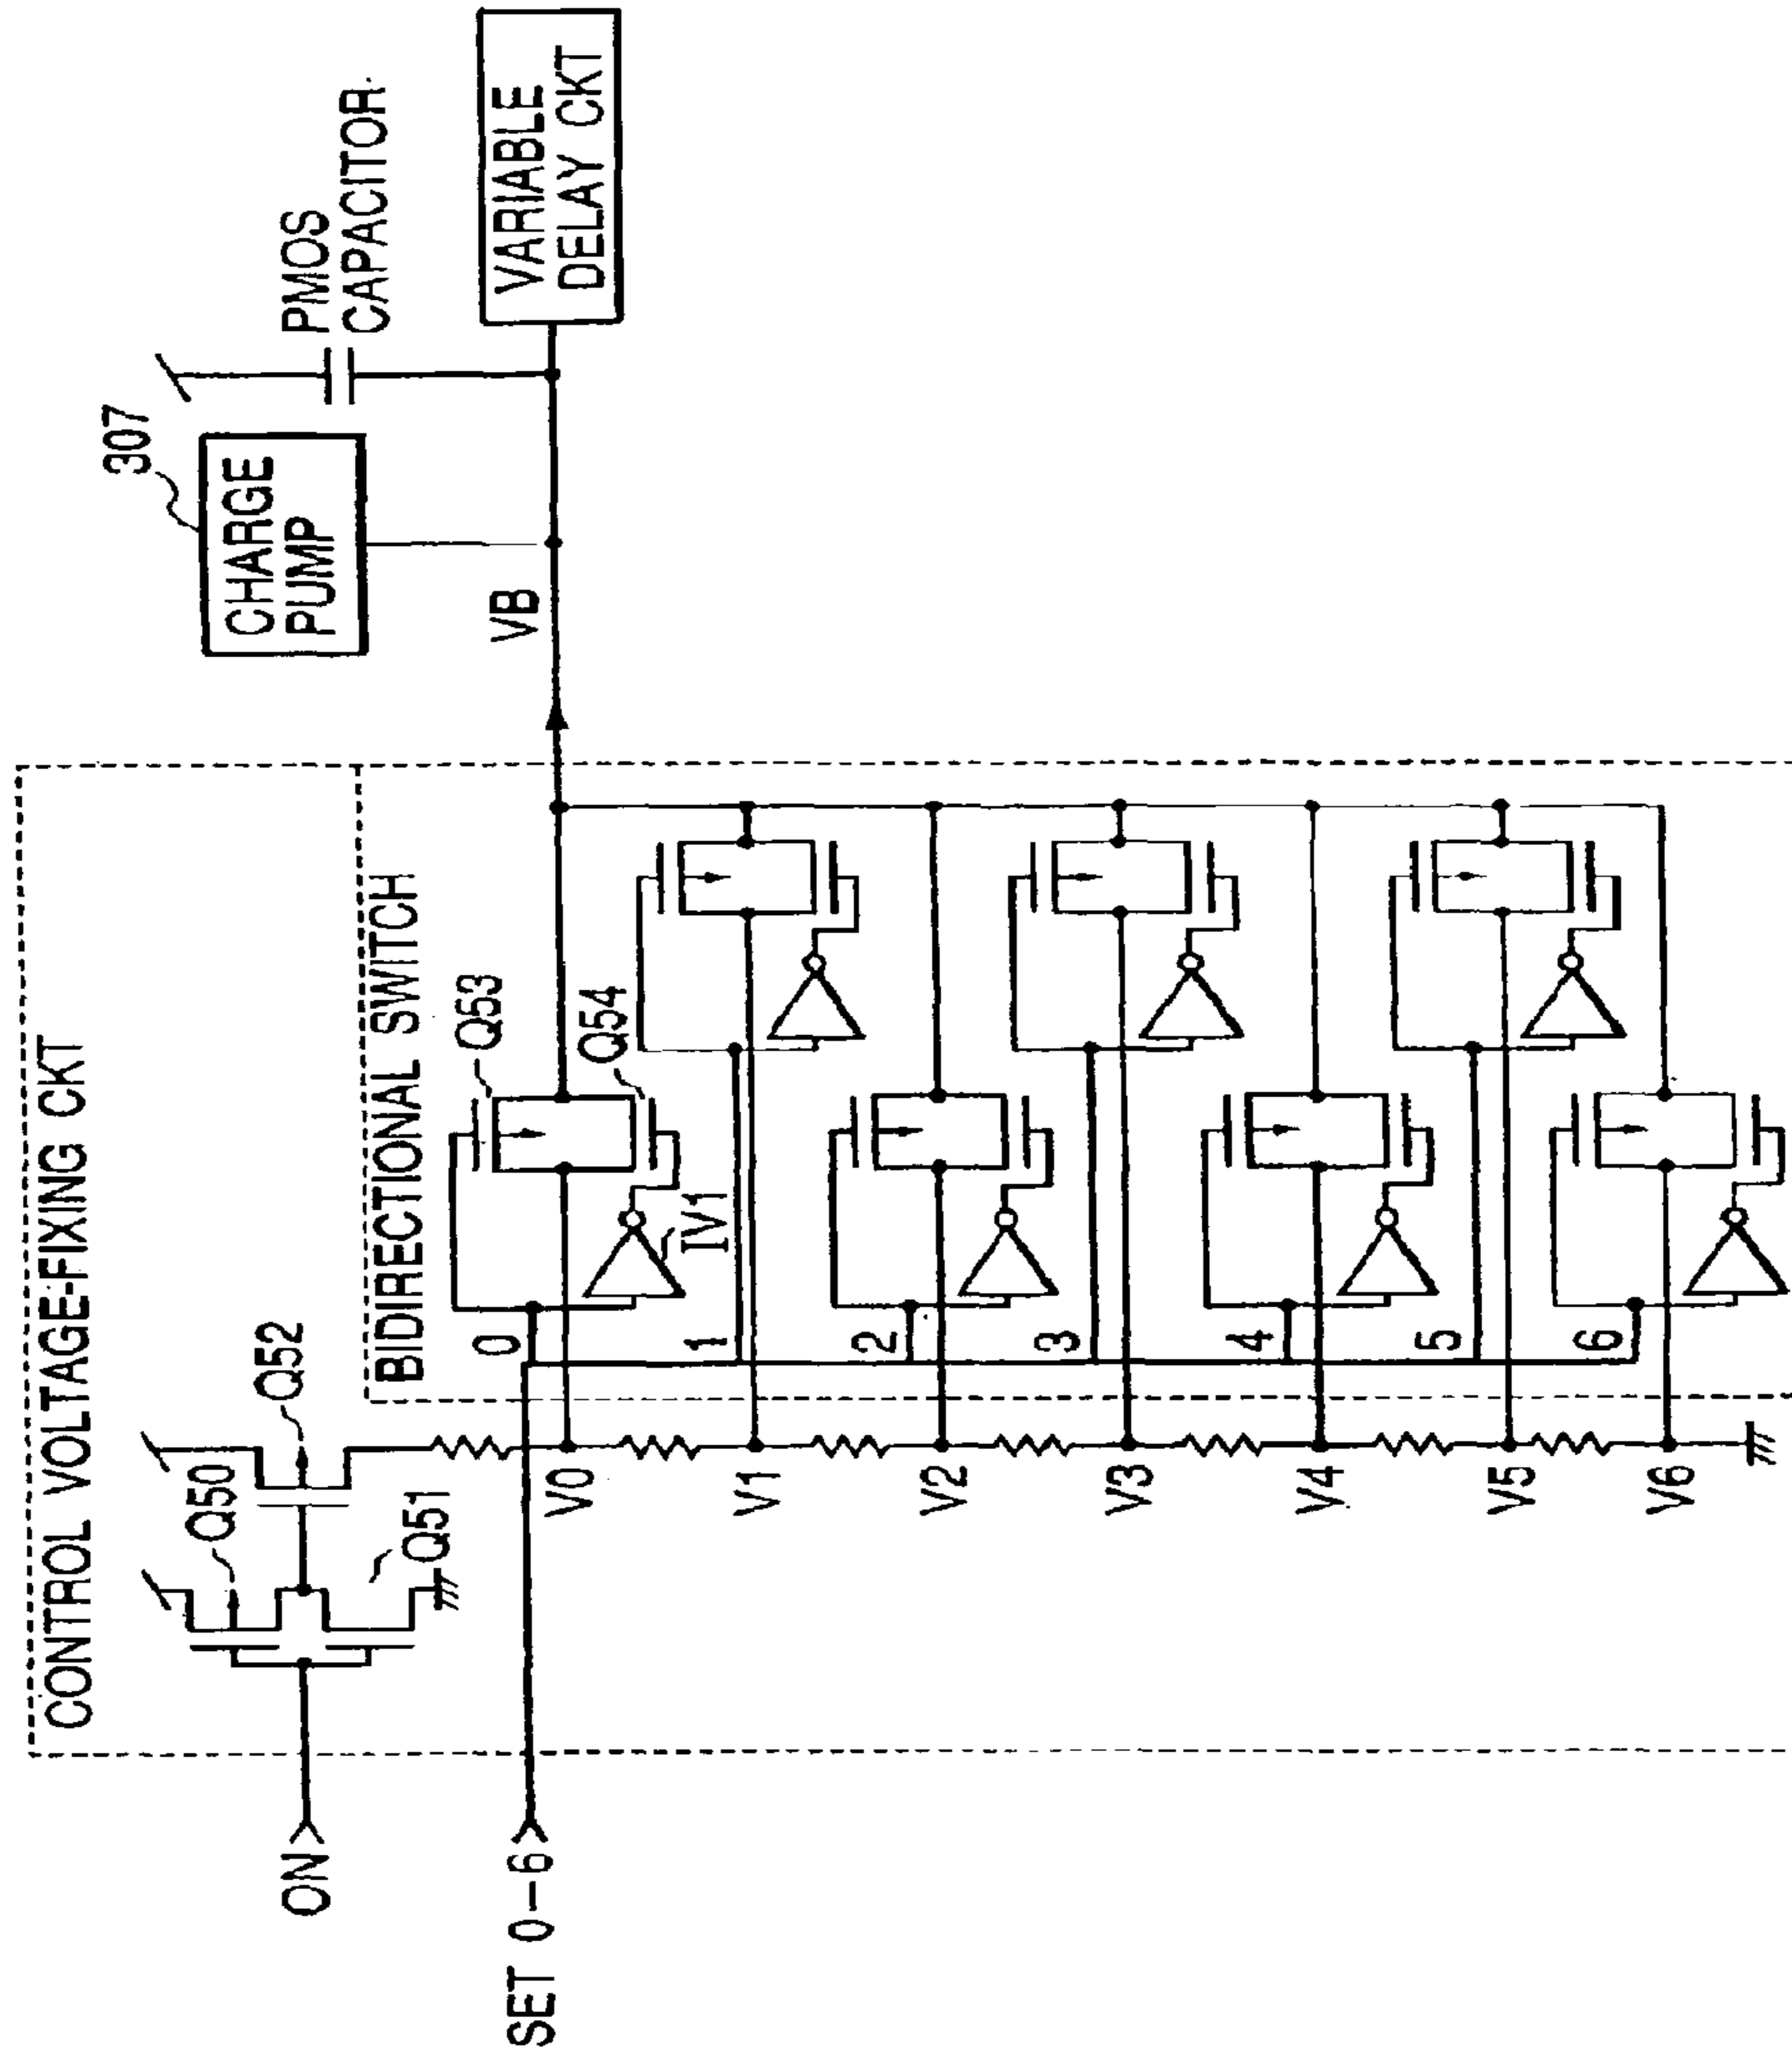 CONTROL VOLTAGE-FIXING CKT
Q50
Q52
Q51
ON
SET 0-6
BIDIRECTIONAL SWITCH
Q53
Q54
IV1
0
1
2
3
4
5
6
V0
V1
V2
V3
V4
V5
V6
307
CHARGE
PUMP
PMOS
CAPACITOR
VB
VARIABLE
DELAY CKT